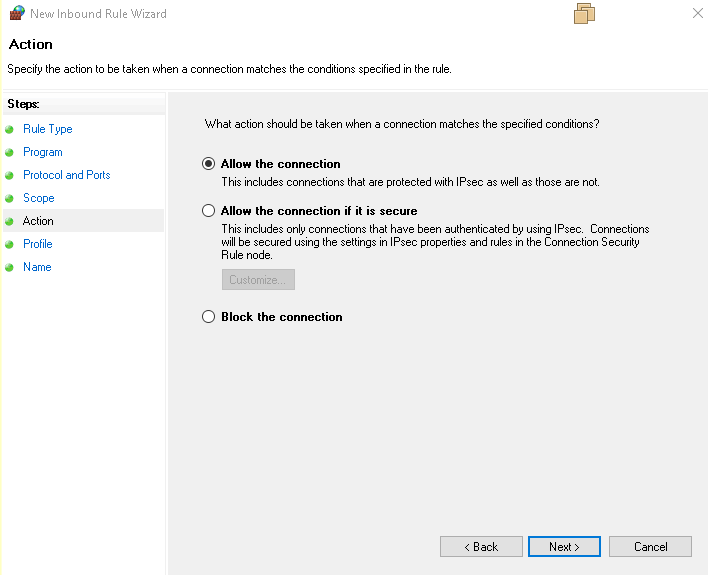 New Inbound Rule Wizard
Action
Specify the action to be taken when a connection matches the conditions specified in the rule.
Steps:
Rule Type
Program
Protocol and Ports
Scope
Action
Profile
Name
What action should be taken when a connection matches the specified conditions?
Allow the connection
This includes connections that are protected with IPsec as well as those are not.
Allow the connection if it is secure
This includes only connections that have been authenticated by using IPsec. Connections
will be secured using the settings in IPsec properties and rules in the Connection Security
Rule node.
Customize...
Block the connection
< Back
Next >
Cancel